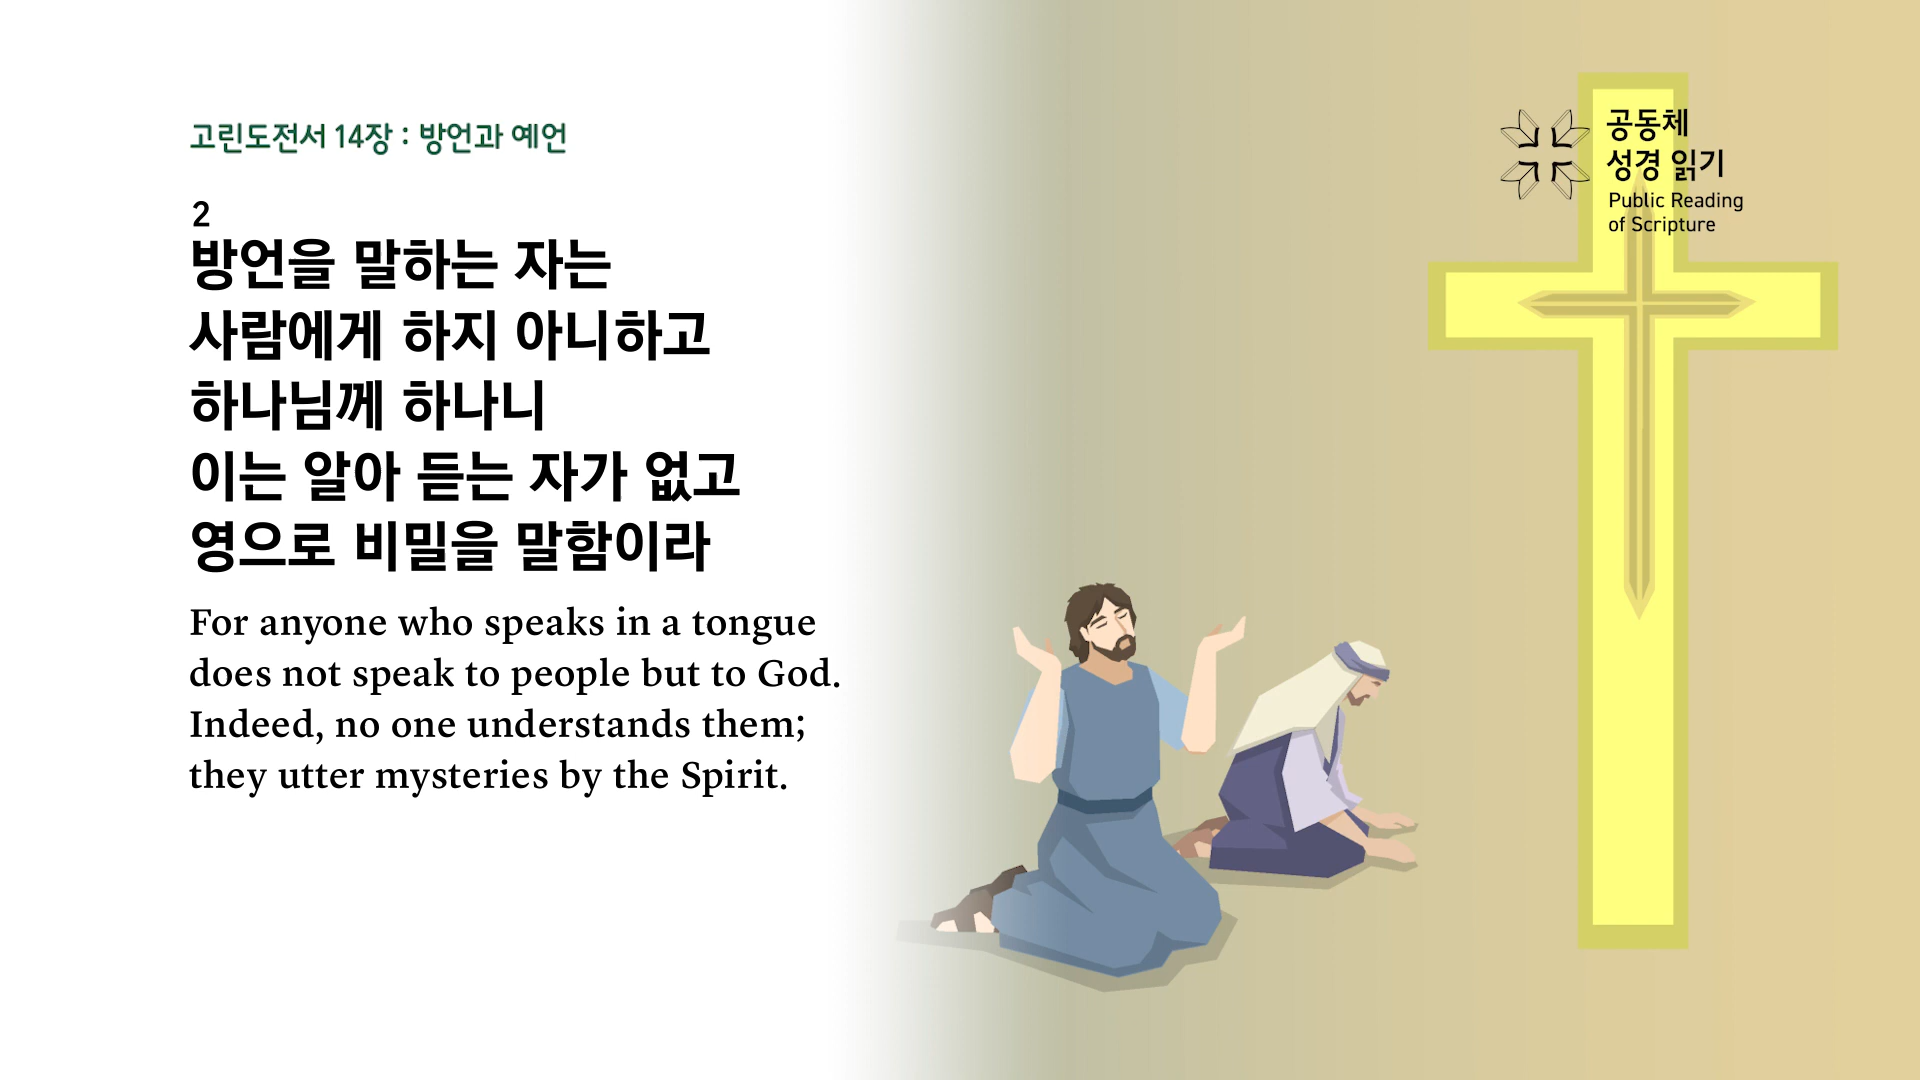 고린도전서 14장 : 방언과 예언
2
방언을 말하는 자는
사람에게 하지 아니하고
하나님께 하나니
이는 알아 듣는 자가 없고
영으로 비밀을 말함이라
For anyone who speaks in a tongue
does not speak to people but to God.
Indeed, no one understands them;
they utter mysteries by the Spirit.
공동체
성경 읽기
Public Reading
of Scripture